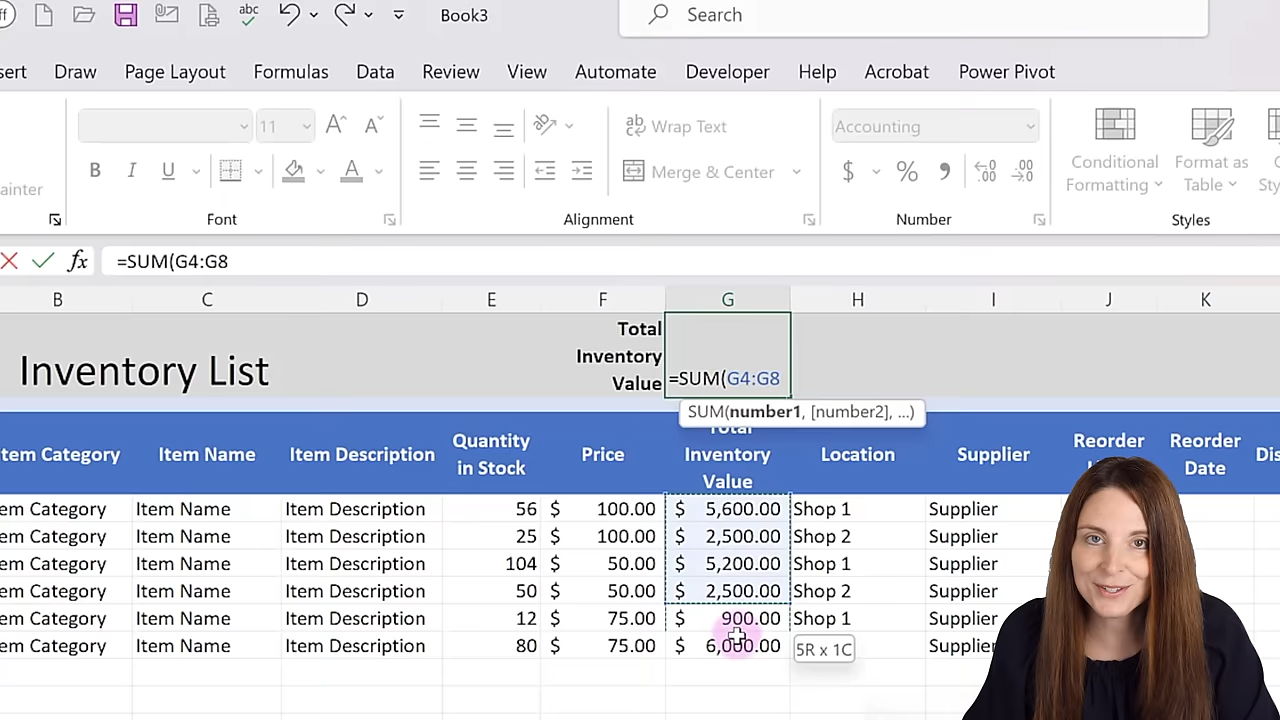 ff abc Book3 Search
sert Draw Page Layout Formulas Data Review View Automate Developer Help Acrobat Power Pivot
11 A A ab Wrap Text Accounting
B I U A Merge & Center $ % Conditional Formatting Format as Table
ainter Font Alignment Number Styles
fx =SUM(G4:G8
B C D E F G H I J K
Inventory List
Total
Inventory
Value
=SUM(G4:G8
SUM(number1, [number2], ...)
tem Category Item Name Item Description Quantity in Stock Price Total Inventory Value Location Supplier Reorder Reorder Date Dis
em Category Item Name Item Description 56 $ 100.00 $ 5,600.00 Shop 1 Supplier
em Category Item Name Item Description 25 $ 100.00 $ 2,500.00 Shop 2 Supplier
em Category Item Name Item Description 104 $ 50.00 $ 5,200.00 Shop 1 Supplier
em Category Item Name Item Description 50 $ 50.00 $ 2,500.00 Shop 2 Supplier
em Category Item Name Item Description 12 $ 75.00 $ 900.00 Shop 1 Supplier
em Category Item Name Item Description 80 $ 75.00 $ 6,000.00 5R x 1C Supplie